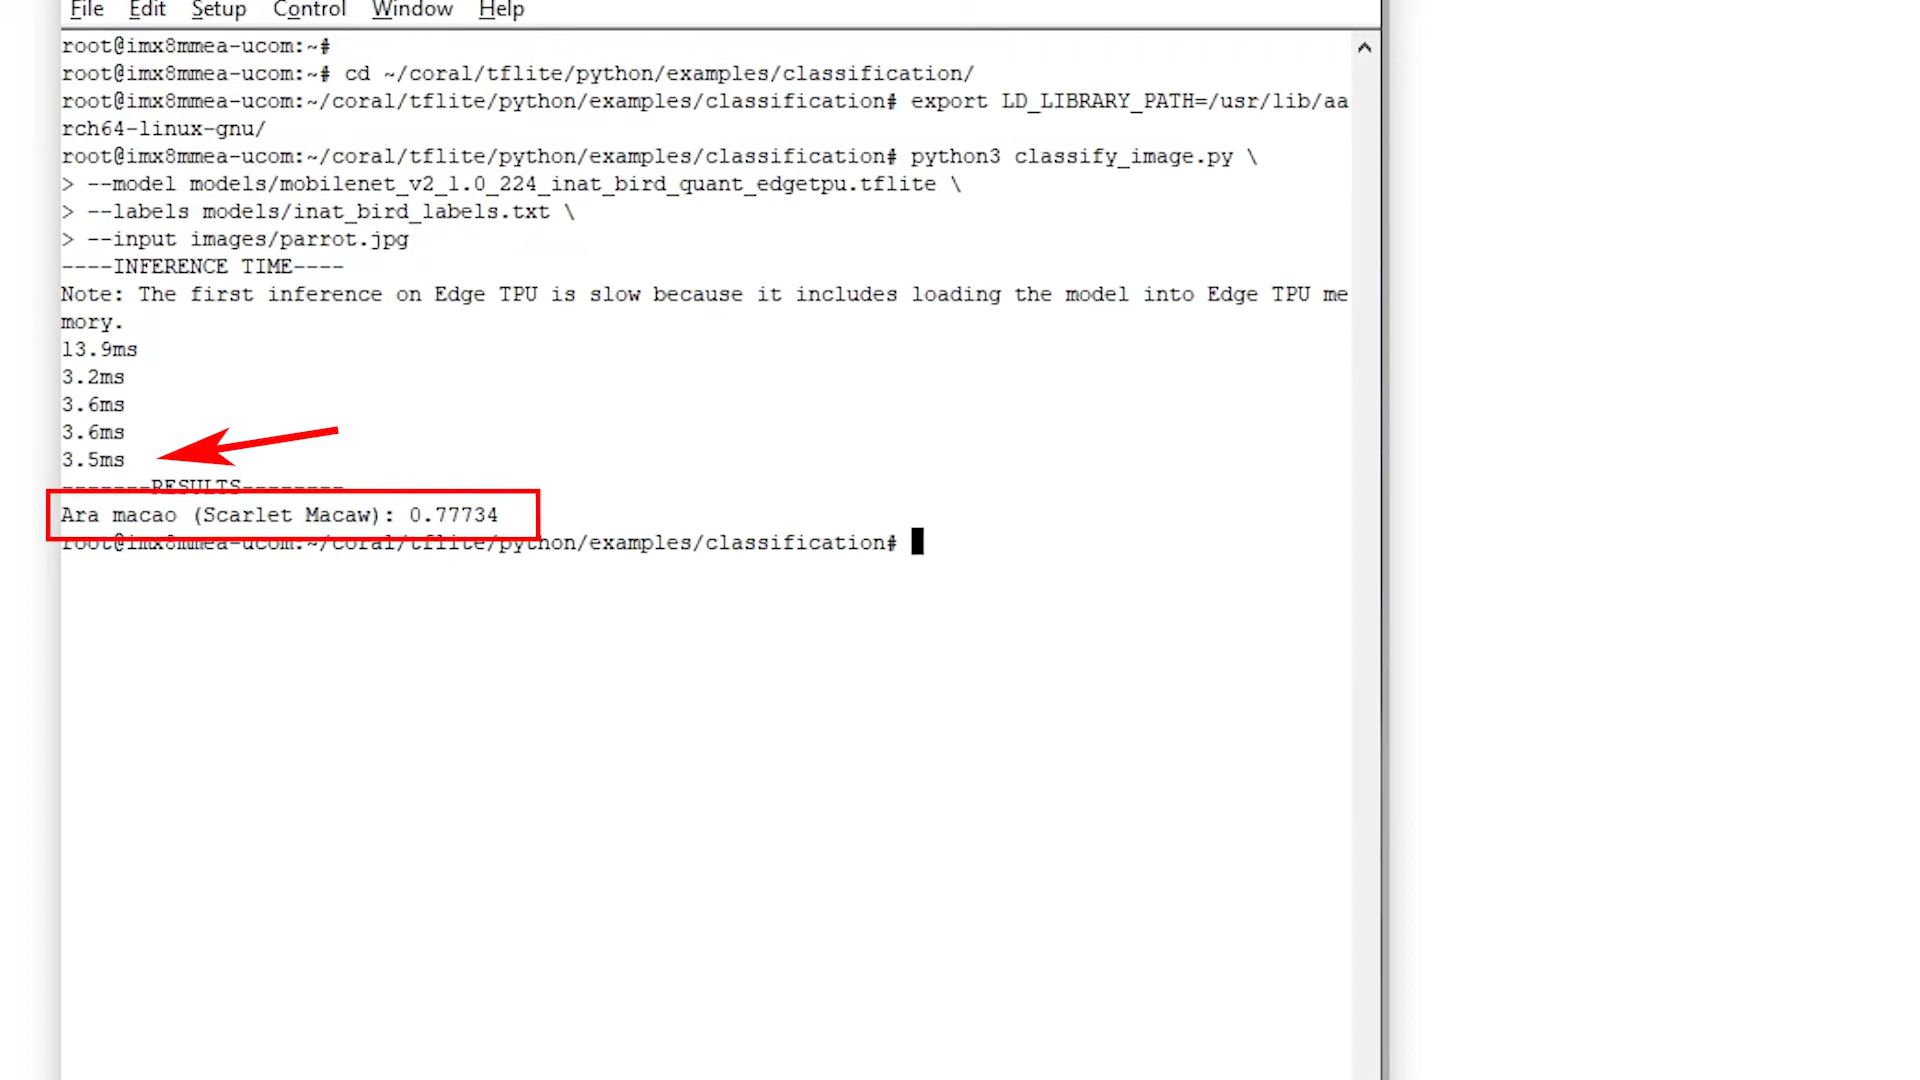 File Edit Setup Control Window Help
root@imx8mmea-ucom:~#
root@imx8mmea-ucom:~# cd ~/coral/tflite/python/examples/classification/
root@imx8mmea-ucom:~/coral/tflite/python/examples/classification# export LD_LIBRARY_PATH=/usr/lib/aa
rch64-linux-gnu/
root@imx8mmea-ucom:~/coral/tflite/python/examples/classification# python3 classify_image.py \
> --model models/mobilenet_v2_1.0_224_inat_bird_quant_edgetpu.tflite \
> --labels models/inat_bird_labels.txt \
> --input images/parrot.jpg
----INFERENCE TIME----
Note: The first inference on Edge TPU is slow because it includes loading the model into Edge TPU me
mory.
13.9ms
3.2ms
3.6ms
3.6ms
3.5ms
-------RESULTS--------
Ara macao (Scarlet Macaw): 0.77734
root@imx8mmea-ucom:~/coral/tflite/python/examples/classification#